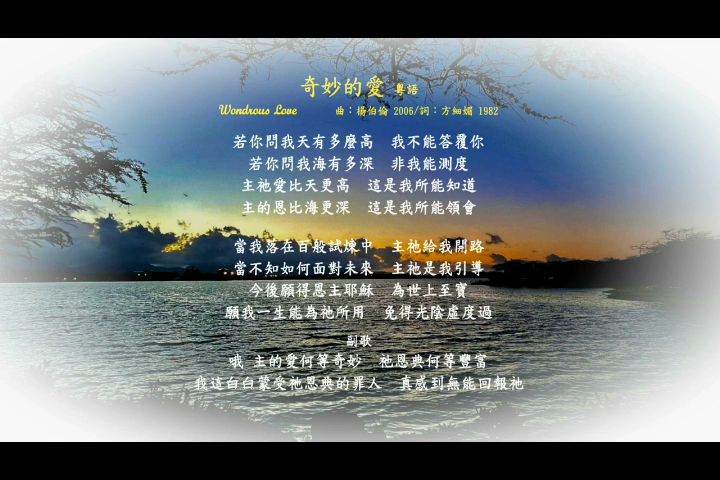 奇妙的愛 粵語
Wondrous Love 曲：楊伯倫 2006/詞：方細媚 1982
若你問我天有多麼高 我不能答覆你
若你問我海有多深 非我能測度
主祂愛比天更高 這是我所能知道
主的恩比海更深 這是我所能領會
當我落在百般試煉中 主祂給我開路
當不知如何面對未來 主祂是我引導
今後願得恩主耶穌 為世上至寶
願我一生能為祂所用 免得光陰虛度過
副歌
哦 主的愛何等奇妙 祂恩典何等豐富
我這白白蒙受祂恩典的罪人 真感到無能回報祂